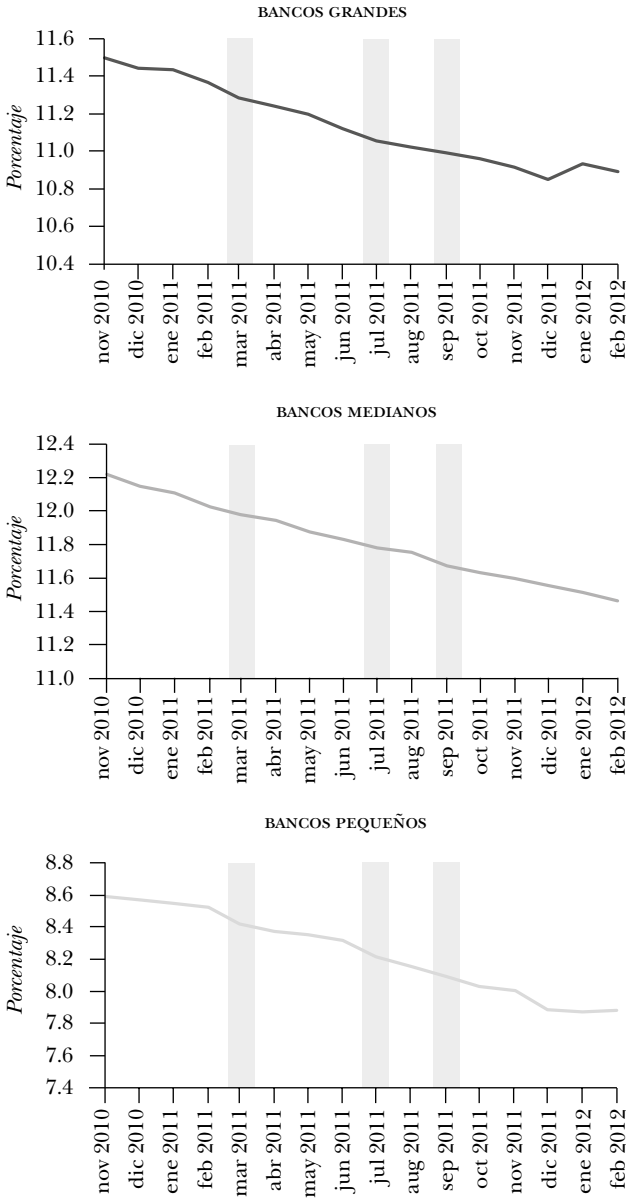 BANCOS GRANDES
Porcentaje
11.6
11.4
11.2
11.0
10.8
10.6
10.4
nov 2010
dic 2010
ene 2011
feb 2011
mar 2011
abr 2011
may 2011
jun 2011
jul 2011
aug 2011
sep 2011
oct 2011
nov 2011
dic 2011
ene 2012
feb 2012
BANCOS MEDIANOS
Porcentaje
12.4
12.2
12.0
11.8
11.6
11.4
11.2
11.0
nov 2010
dic 2010
ene 2011
feb 2011
mar 2011
abr 2011
may 2011
jun 2011
jul 2011
aug 2011
sep 2011
oct 2011
nov 2011
dic 2011
ene 2012
feb 2012
BANCOS PEQUEÑOS
Porcentaje
8.8
8.6
8.4
8.2
8.0
7.8
7.6
7.4
nov 2010
dic 2010
ene 2011
feb 2011
mar 2011
abr 2011
may 2011
jun 2011
jul 2011
aug 2011
sep 2011
oct 2011
nov 2011
dic 2011
ene 2012
feb 2012